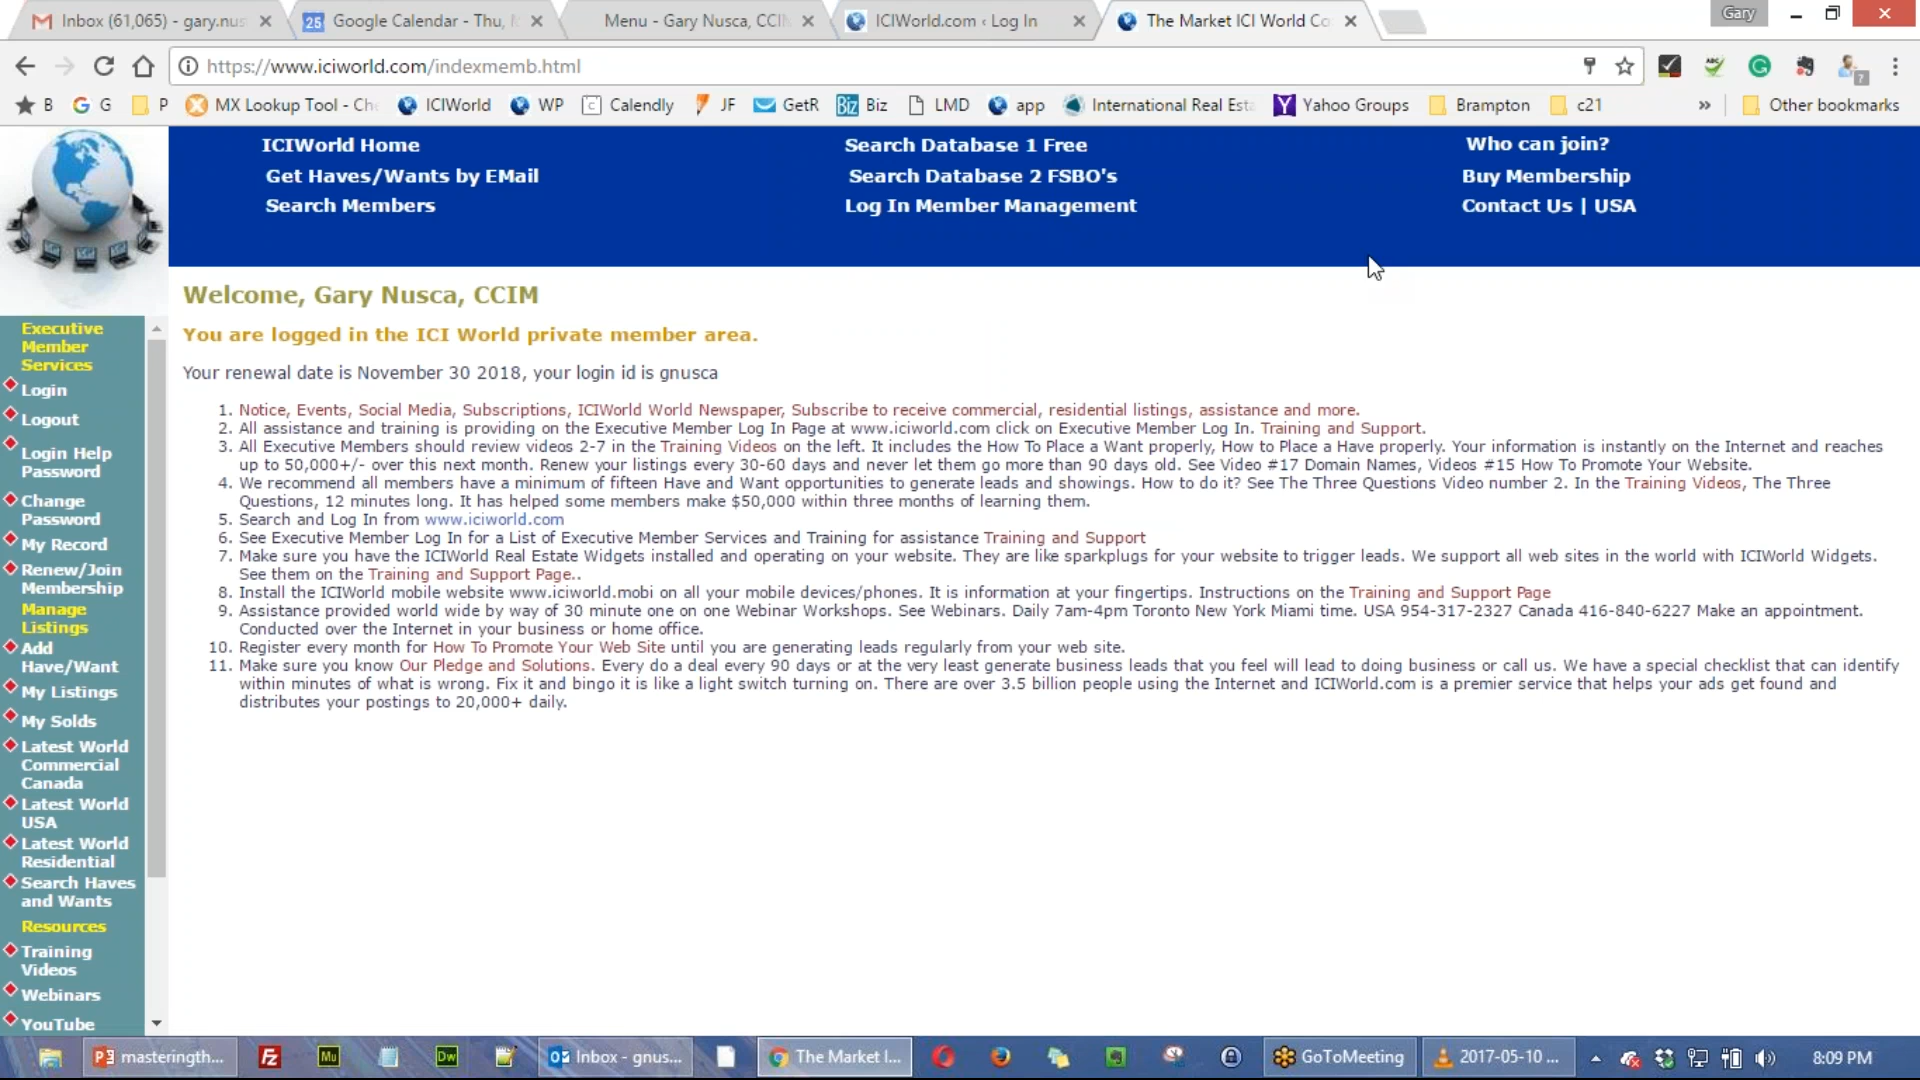 Inbox (61,065) - gary.nus
Google Calendar - Thu, M
Menu - Gary Nusca, CCIM
ICIWorld.com ‹ Log In
The Market ICI World Co
Gary
https://www.iciworld.com/indexmemb.html
B
G
P
MX Lookup Tool - Che
ICIWorld
WP
Calendly
JF
GetR
Biz
LMD
app
International Real Esta
Yahoo Groups
Brampton
c21
»
Other bookmarks
ICIWorld Home
Search Database 1 Free
Who can join?
Get Haves/Wants by EMail
Search Database 2 FSBO's
Buy Membership
Search Members
Log In Member Management
Contact Us | USA
Welcome, Gary Nusca, CCIM
You are logged in the ICI World private member area.
Your renewal date is November 30 2018, your login id is gnusca
1. Notice, Events, Social Media, Subscriptions, ICIWorld World Newspaper, Subscribe to receive commercial, residential listings, assistance and more.
2. All assistance and training is providing on the Executive Member Log In Page at www.iciworld.com click on Executive Member Log In. Training and Support.
3. All Executive Members should review videos 2-7 in the Training Videos on the left. It includes the How To Place a Want properly, How to Place a Have properly. Your information is instantly on the Internet and reaches
up to 50,000+/- over this next month. Renew your listings every 30-60 days and never let them go more than 90 days old. See Video #17 Domain Names, Videos #15 How To Promote Your Website.
4. We recommend all members have a minimum of fifteen Have and Want opportunities to generate leads and showings. How to do it? See The Three Questions Video number 2. In the Training Videos, The Three
Questions, 12 minutes long. It has helped some members make $50,000 within three months of learning them.
5. Search and Log In from www.iciworld.com
6. See Executive Member Log In for a List of Executive Member Services and Training for assistance Training and Support
7. Make sure you have the ICIWorld Real Estate Widgets installed and operating on your website. They are like sparkplugs for your website to trigger leads. We support all web sites in the world with ICIWorld Widgets.
See them on the Training and Support Page..
8. Install the ICIWorld mobile website www.iciworld.mobi on all your mobile devices/phones. It is information at your fingertips. Instructions on the Training and Support Page
9. Assistance provided world wide by way of 30 minute one on one Webinar Workshops. See Webinars. Daily 7am-4pm Toronto New York Miami time. USA 954-317-2327 Canada 416-840-6227 Make an appointment.
Conducted over the Internet in your business or home office.
10. Register every month for How To Promote Your Web Site until you are generating leads regularly from your web site.
11. Make sure you know Our Pledge and Solutions. Every do a deal every 90 days or at the very least generate business leads that you feel will lead to doing business or call us. We have a special checklist that can identify
within minutes of what is wrong. Fix it and bingo it is like a light switch turning on. There are over 3.5 billion people using the Internet and ICIWorld.com is a premier service that helps your ads get found and
distributes your postings to 20,000+ daily.
Executive
Member
Services
Login
Logout
Login Help
Password
Change
Password
My Record
Renew/Join
Membership
Manage
Listings
Add
Have/Want
My Listings
My Solds
Latest World
Commercial
Canada
Latest World
USA
Latest World
Residential
Search Haves
and Wants
Resources
Training
Videos
Webinars
YouTube
masteringth...
Mu
Dw
Inbox - gnus...
The Market I...
GoToMeeting
2017-05-10 ...
8:09 PM